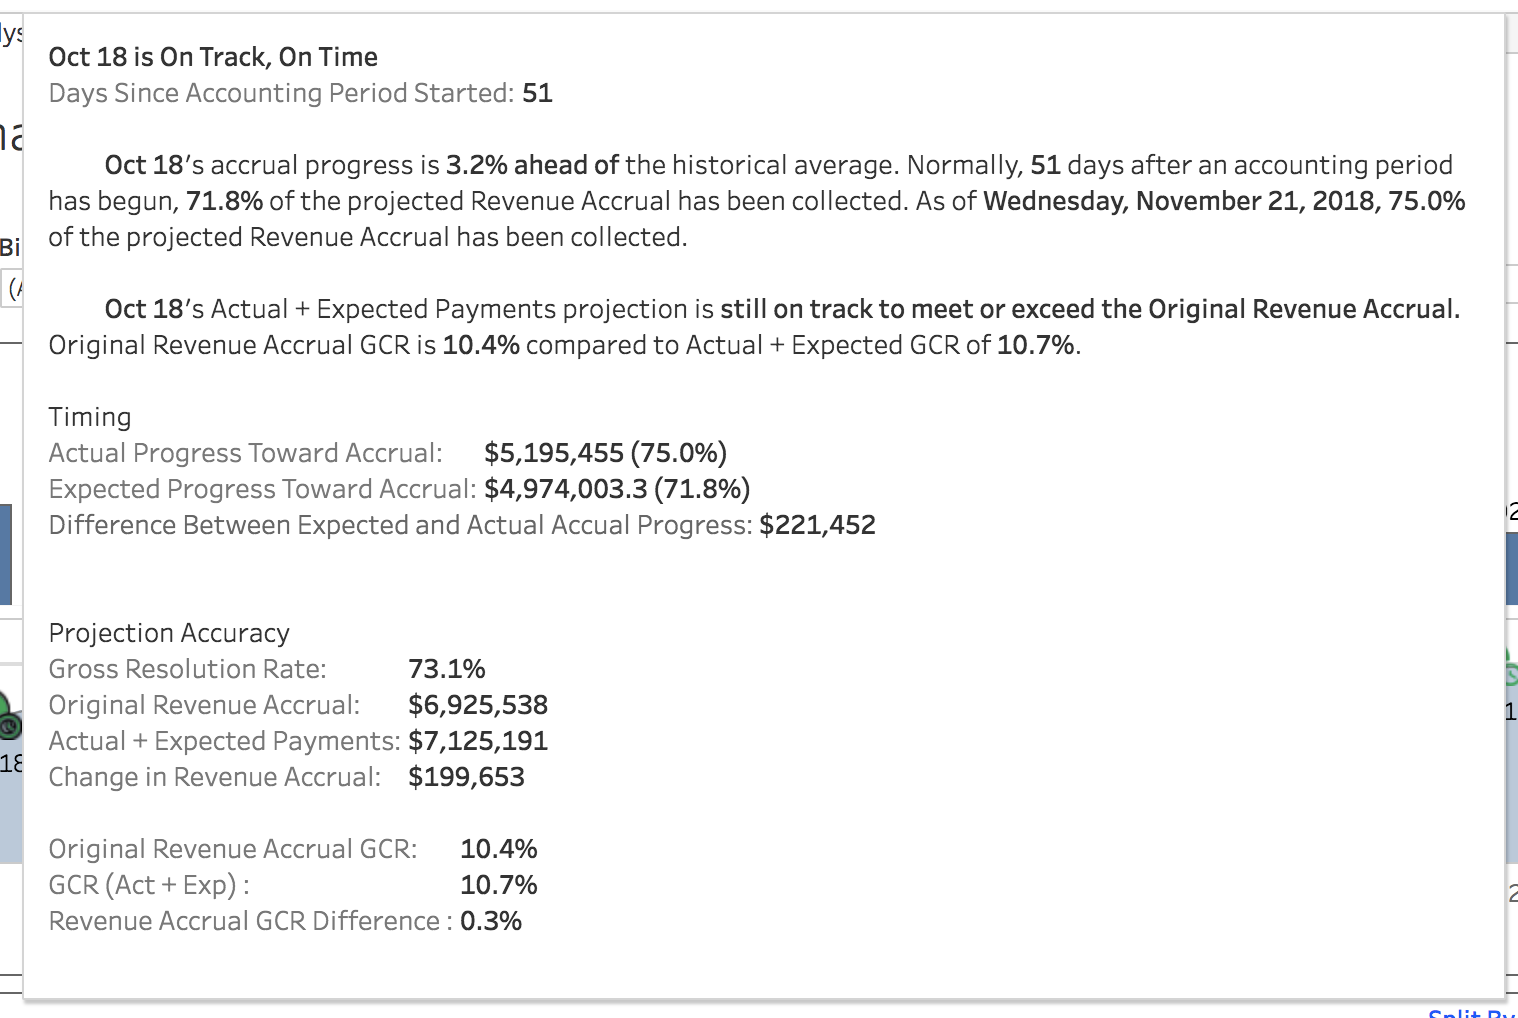 Oct 18 is On Track, On Time
Days Since Accounting Period Started: 51
Oct 18's accrual progress is 3.2% ahead of the historical average. Normally, 51 days after an accounting period
has begun, 71.8% of the projected Revenue Accrual has been collected. As of Wednesday, November 21, 2018, 75.0%
of the projected Revenue Accrual has been collected.
Oct 18's Actual + Expected Payments projection is still on track to meet or exceed the Original Revenue Accrual.
Original Revenue Accrual GCR is 10.4% compared to Actual + Expected GCR of 10.7%.
Timing
Actual Progress Toward Accrual: $5,195,455 (75.0%)
Expected Progress Toward Accrual: $4,974,003.3 (71.8%)
Difference Between Expected and Actual Accual Progress: $221,452
Projection Accuracy
Gross Resolution Rate: 73.1%
Original Revenue Accrual: $6,925,538
Actual + Expected Payments: $7,125,191
Change in Revenue Accrual: $199,653
Original Revenue Accrual GCR: 10.4%
GCR (Act + Exp) : 10.7%
Revenue Accrual GCR Difference : 0.3%